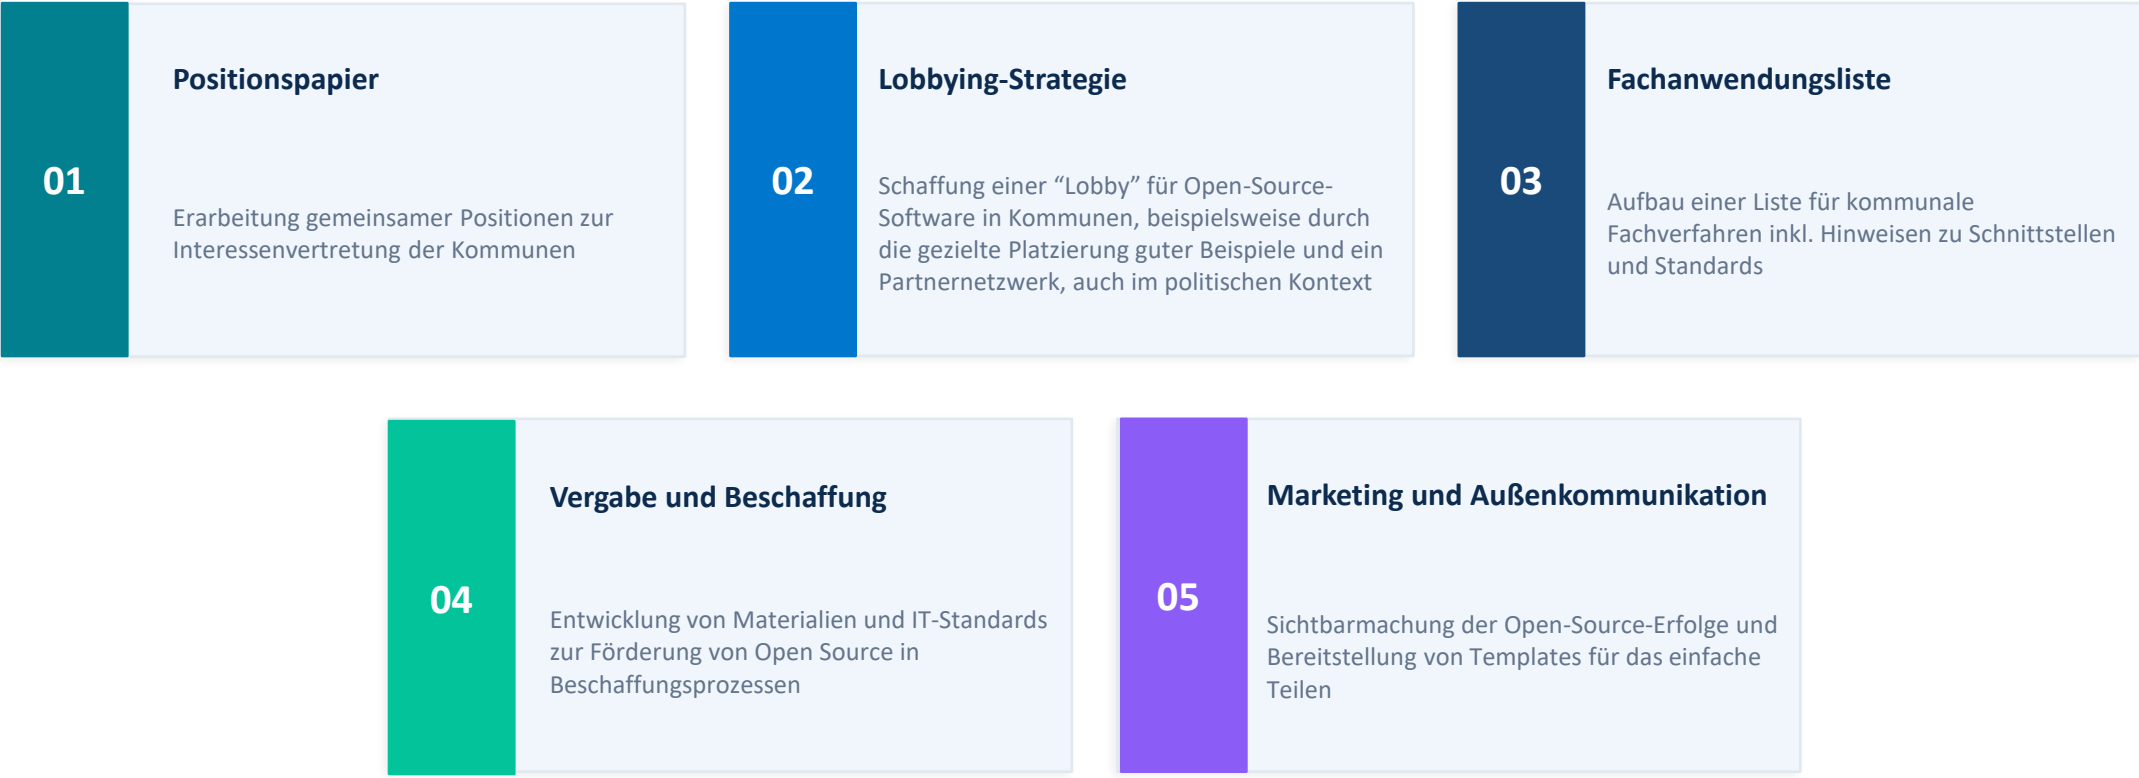 01
Positionspapier
Erarbeitung gemeinsamer Positionen zur
Interessenvertretung der Kommunen
02
Lobbying-Strategie
Schaffung einer “Lobby” für Open-Source-
Software in Kommunen, beispielsweise durch
die gezielte Platzierung guter Beispiele und ein
Partnernetzwerk, auch im politischen Kontext
03
Fachanwendungsliste
Aufbau einer Liste für kommunale
Fachverfahren inkl. Hinweisen zu Schnittstellen
und Standards
04
Vergabe und Beschaffung
Entwicklung von Materialien und IT-Standards
zur Förderung von Open Source in
Beschaffungsprozessen
05
Marketing und Außenkommunikation
Sichtbarmachung der Open-Source-Erfolge und
Bereitstellung von Templates für das einfache
Teilen